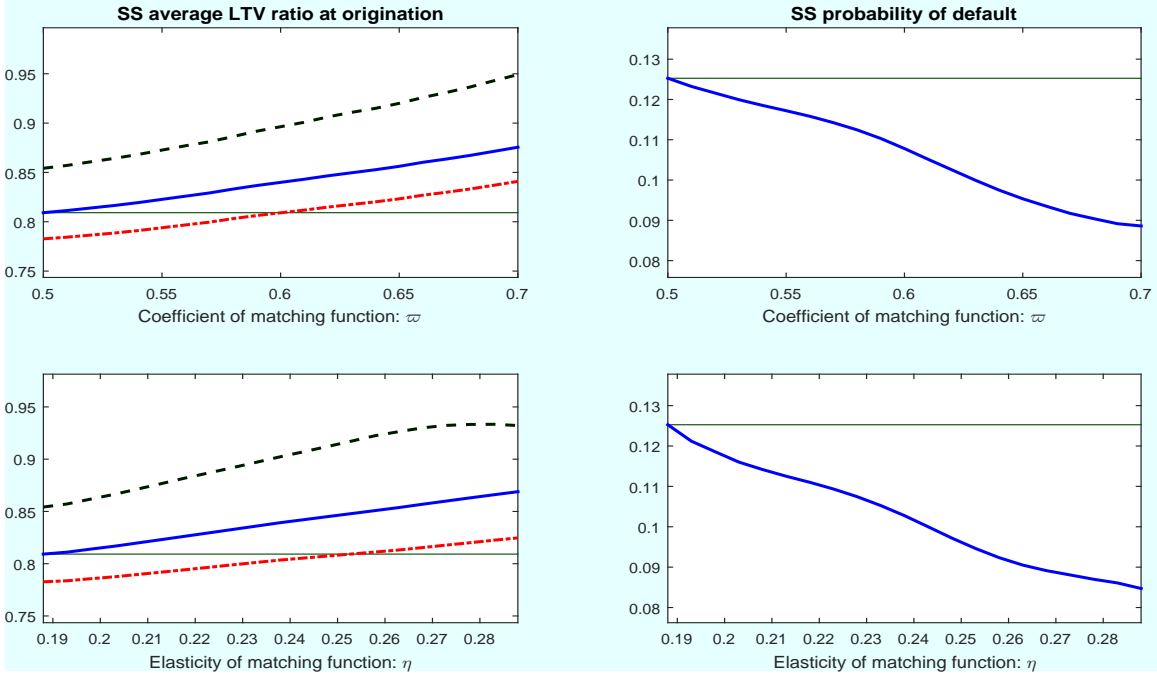 SS average LTV ratio at origination
0.95
0.9
0.85
0.8
0.75
0.5 0.55 0.6 0.65 0.7
Coefficient of matching function: ϖ
SS probability of default
0.13
0.12
0.11
0.1
0.09
0.08
0.5 0.55 0.6 0.65 0.7
Coefficient of matching function: ϖ
0.95
0.9
0.85
0.8
0.75
0.19 0.2 0.21 0.22 0.23 0.24 0.25 0.26 0.27 0.28
Elasticity of matching function: η
0.13
0.12
0.11
0.1
0.09
0.08
0.19 0.2 0.21 0.22 0.23 0.24 0.25 0.26 0.27 0.28
Elasticity of matching function: η